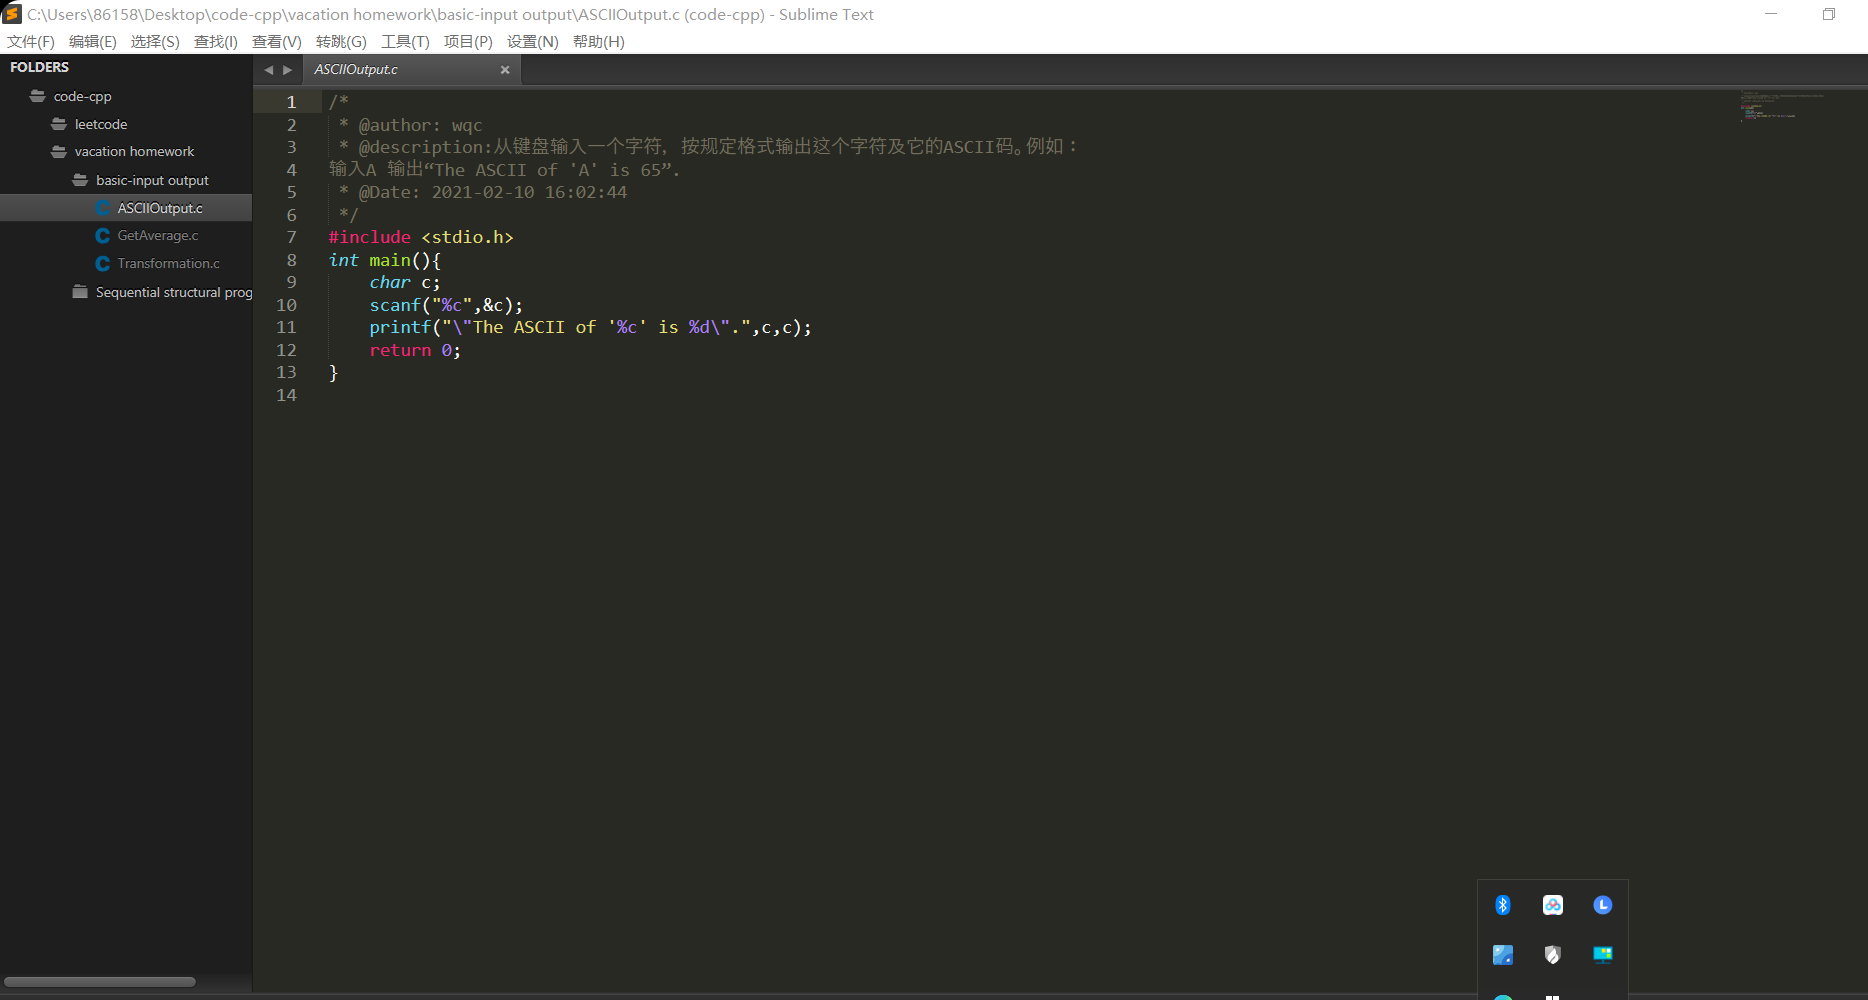 C:\Users\86158\Desktop\code-cpp\vacation homework\basic-input output\ASCIIOutput.c (code-cpp) - Sublime Text
文件(F) 编辑(E) 选择(S) 查找(I) 查看(V) 转跳(G) 工具(T) 项目(P) 设置(N) 帮助(H)
FOLDERS
code-cpp
leetcode
vacation homework
basic-input output
ASCIIOutput.c
GetAverage.c
Transformation.c
Sequential structural prog
ASCIIOutput.c
1 /*
2  * @author: wqc
3  * @description:从键盘输入一个字符, 按规定格式输出这个字符及它的ASCII码。例如：
4 输入A 输出“The ASCII of 'A' is 65”.
5  * @Date: 2021-02-10 16:02:44
6  */
7 #include <stdio.h>
8 int main(){
9     char c;
10     scanf("%c",&c);
11     printf("\"The ASCII of '%c' is %d\".",c,c);
12     return 0;
13 }
14